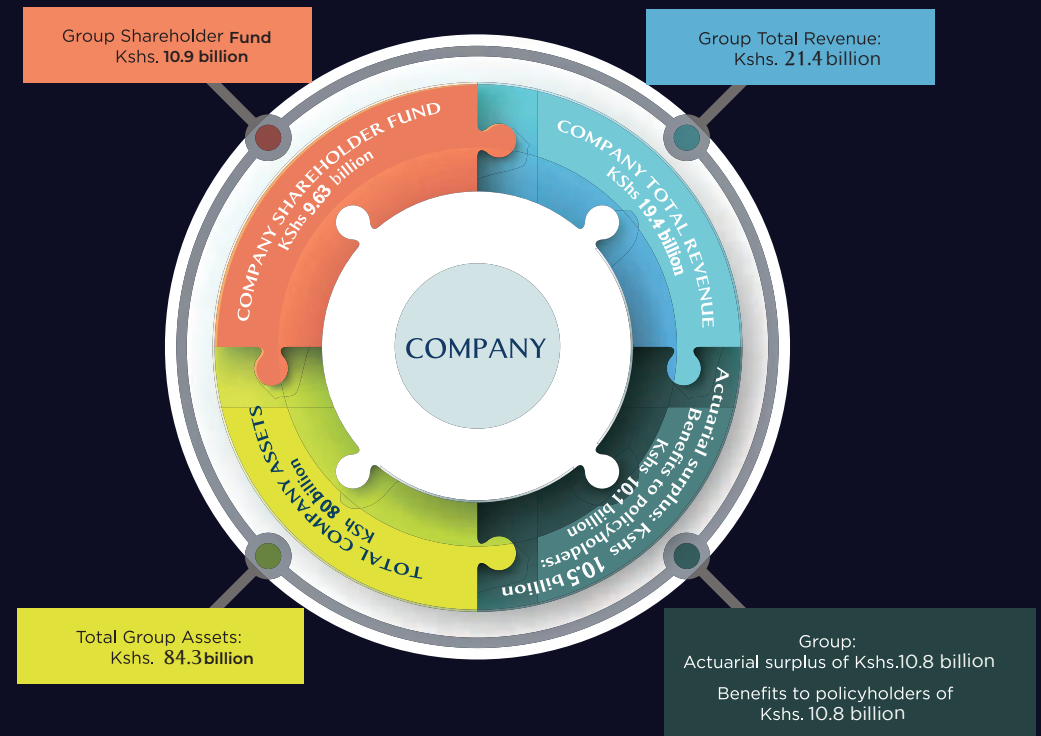 Group Shareholder Fund
Kshs. 10.9 billion
Group Total Revenue:
Kshs. 21.4 billion
COMPANY SHAREHOLDER FUND
KShs 9.63 billion
COMPANY TOTAL REVENUE
KShs 19.4 billion
COMPANY
TOTAL COMPANY ASSETS
KSh 80 billion
Actuarial surplus: Kshs 10.5 billion
Benefits to policyholders:
Kshs 10.1 billion
Total Group Assets:
Kshs. 84.3 billion
Group:
Actuarial surplus of Kshs.10.8 billion
Benefits to policyholders of
Kshs. 10.8 billion